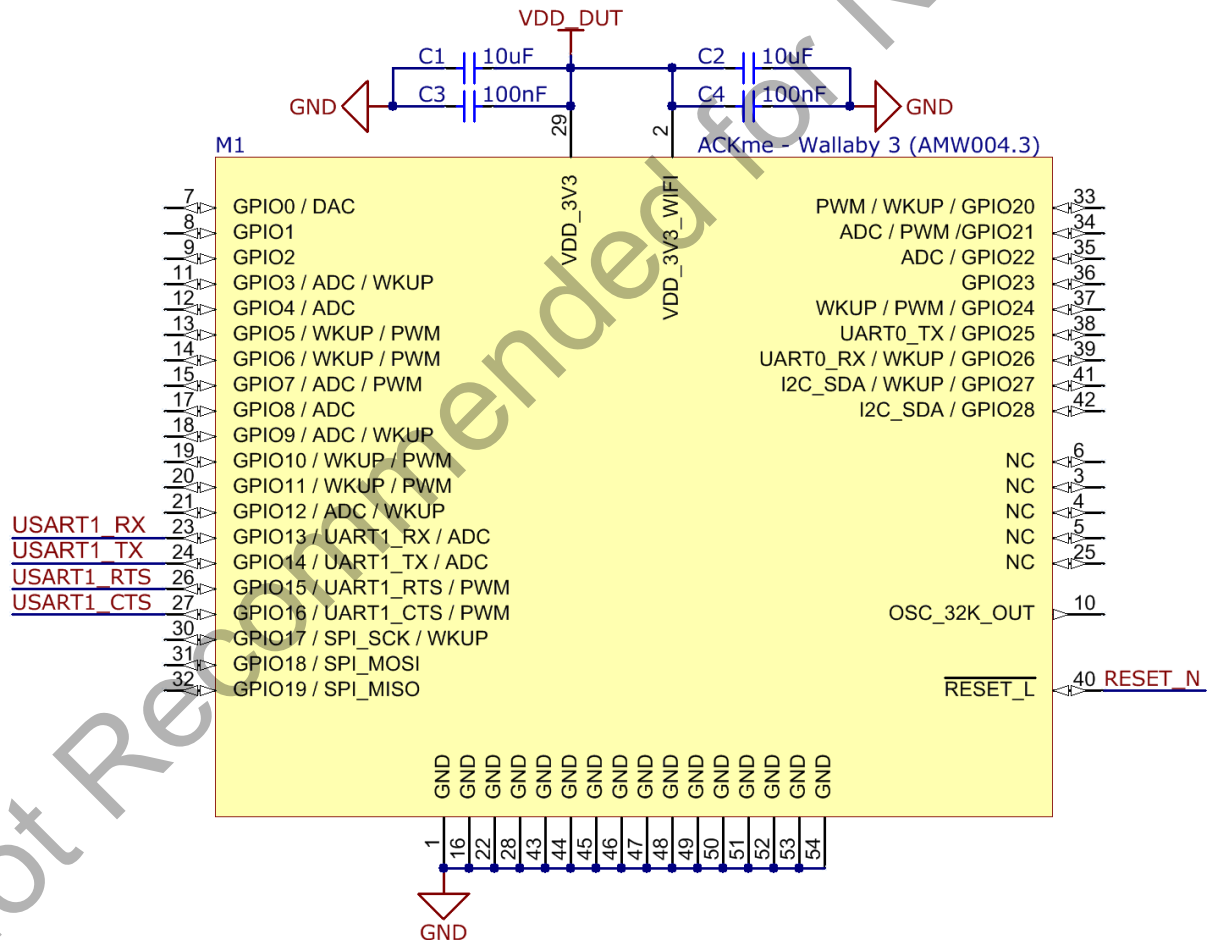 VDD_DUT
C1 10uF C2 10uF
C3 100nF C4 100nF
GND GND
29 2
M1 ACKme - Wallaby 3 (AMW004.3)
VDD_3V3 VDD_3V3_WIFI
7 GPIO0 / DAC PWM / WKUP / GPIO20 33
8 GPIO1 ADC / PWM /GPIO21 34
9 GPIO2 ADC / GPIO22 35
11 GPIO3 / ADC / WKUP GPIO23 36
12 GPIO4 / ADC WKUP / PWM / GPIO24 37
13 GPIO5 / WKUP / PWM UART0_TX / GPIO25 38
14 GPIO6 / WKUP / PWM UART0_RX / WKUP / GPIO26 39
15 GPIO7 / ADC / PWM I2C_SDA / WKUP / GPIO27 41
17 GPIO8 / ADC I2C_SDA / GPIO28 42
18 GPIO9 / ADC / WKUP
19 GPIO10 / WKUP / PWM NC 6
20 GPIO11 / WKUP / PWM NC 3
21 GPIO12 / ADC / WKUP NC 4
USART1_RX 23 GPIO13 / UART1_RX / ADC NC 5
USART1_TX 24 GPIO14 / UART1_TX / ADC NC 25
USART1_RTS 26 GPIO15 / UART1_RTS / PWM
USART1_CTS 27 GPIO16 / UART1_CTS / PWM OSC_32K_OUT 10
30 GPIO17 / SPI_SCK / WKUP
31 GPIO18 / SPI_MOSI
32 GPIO19 / SPI_MISO RESET_L 40 RESET_N
GND GND GND GND GND GND GND GND GND GND GND GND GND GND GND GND
1 16 22 28 43 44 45 46 47 48 49 50 51 52 53 54
GND
ot Recommended for N